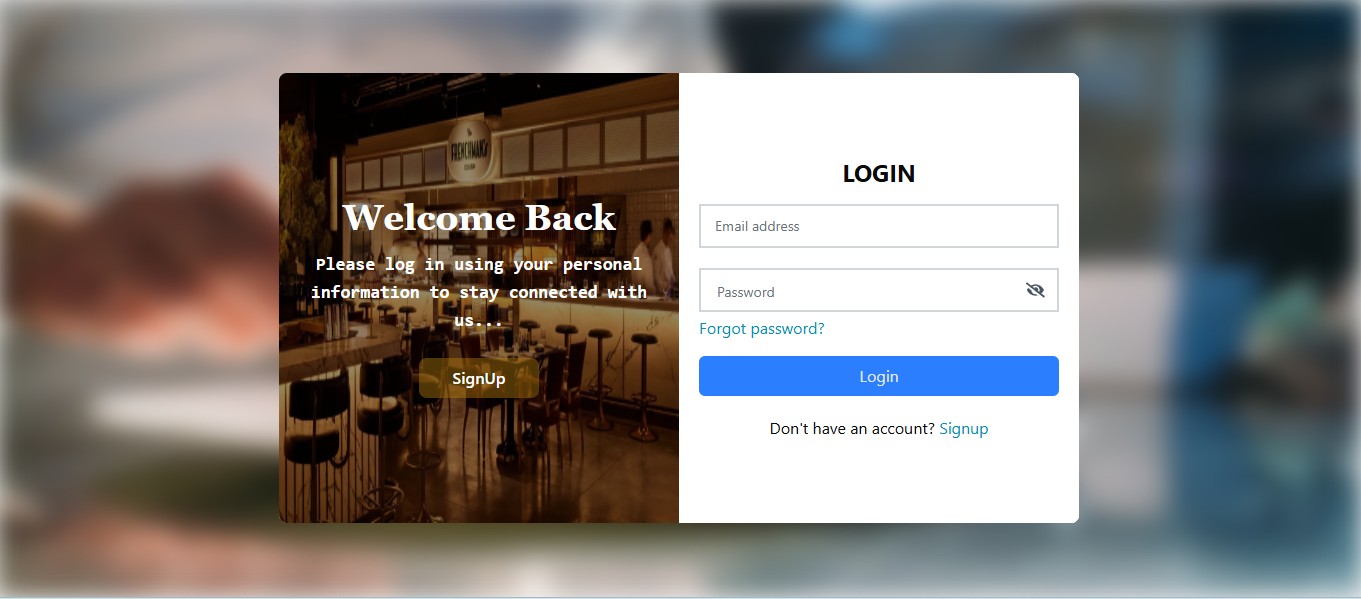 FRENCHMAN'S
Welcome Back
Please log in using your personal
information to stay connected with
us...
SignUp
LOGIN
Email address
Password
Forgot password?
Login
Don't have an account? Signup